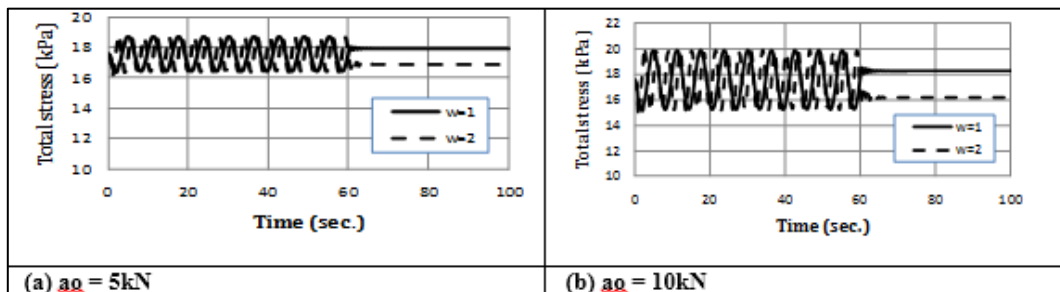 Total stress (kPa)
20
18
16
14
12
10
w=1
w=2
0 20 40 60 80 100
Time (sec.)
Total stress (kPa)
22
20
18
16
14
12
10
w=1
w=2
0 20 40 60 80 100
Time (sec.)
(a) ao = 5kN
(b) ao = 10kN